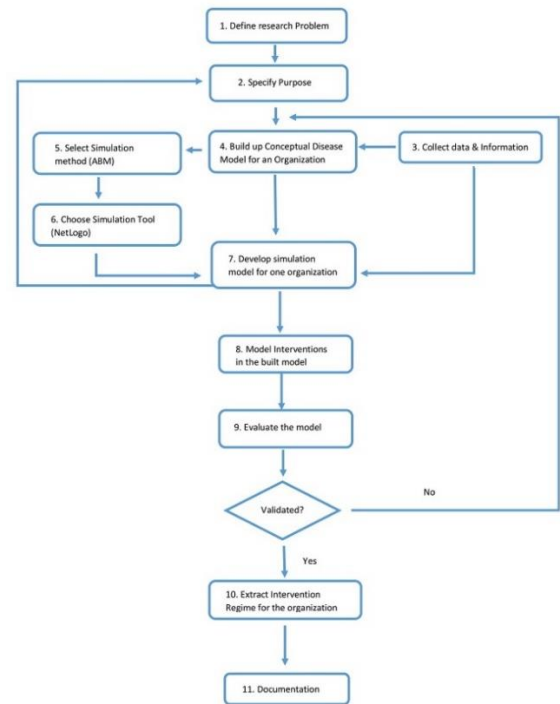 1. Define research Problem
2. Specify Purpose
5. Select Simulation
method (ABM)
4. Build up Conceptual Disease
Model for an Organization
3. Collect data & Information
6. Choose Simulation Tool
(NetLogo)
7. Develop simulation
model for one organization
8. Model Interventions
in the built model
9. Evaluate the model
Validated?
No
Yes
10. Extract Intervention
Regime for the organization
11. Documentation